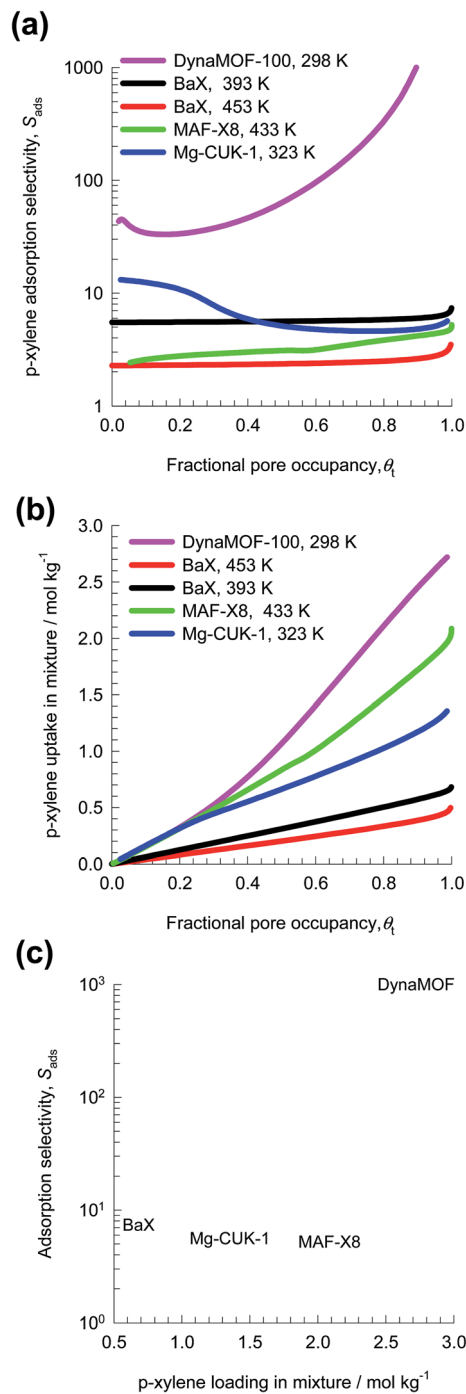 (a)
DynaMOF-100, 298 K
BaX, 393 K
BaX, 453 K
MAF-X8, 433 K
Mg-CUK-1, 323 K
p-xylene adsorption selectivity, Sads
1000
100
10
1
0.0 0.2 0.4 0.6 0.8 1.0
Fractional pore occupancy,θt
(b)
DynaMOF-100, 298 K
BaX, 453 K
BaX, 393 K
MAF-X8, 433 K
Mg-CUK-1, 323 K
p-xylene uptake in mixture / mol kg⁻¹
3.0
2.5
2.0
1.5
1.0
0.5
0.0
0.0 0.2 0.4 0.6 0.8 1.0
Fractional pore occupancy,θt
(c)
Adsorption selectivity, Sads
10³
10²
10¹
10⁰
DynaMOF
BaX
Mg-CUK-1
MAF-X8
0.5 1.0 1.5 2.0 2.5 3.0
p-xylene loading in mixture / mol kg⁻¹